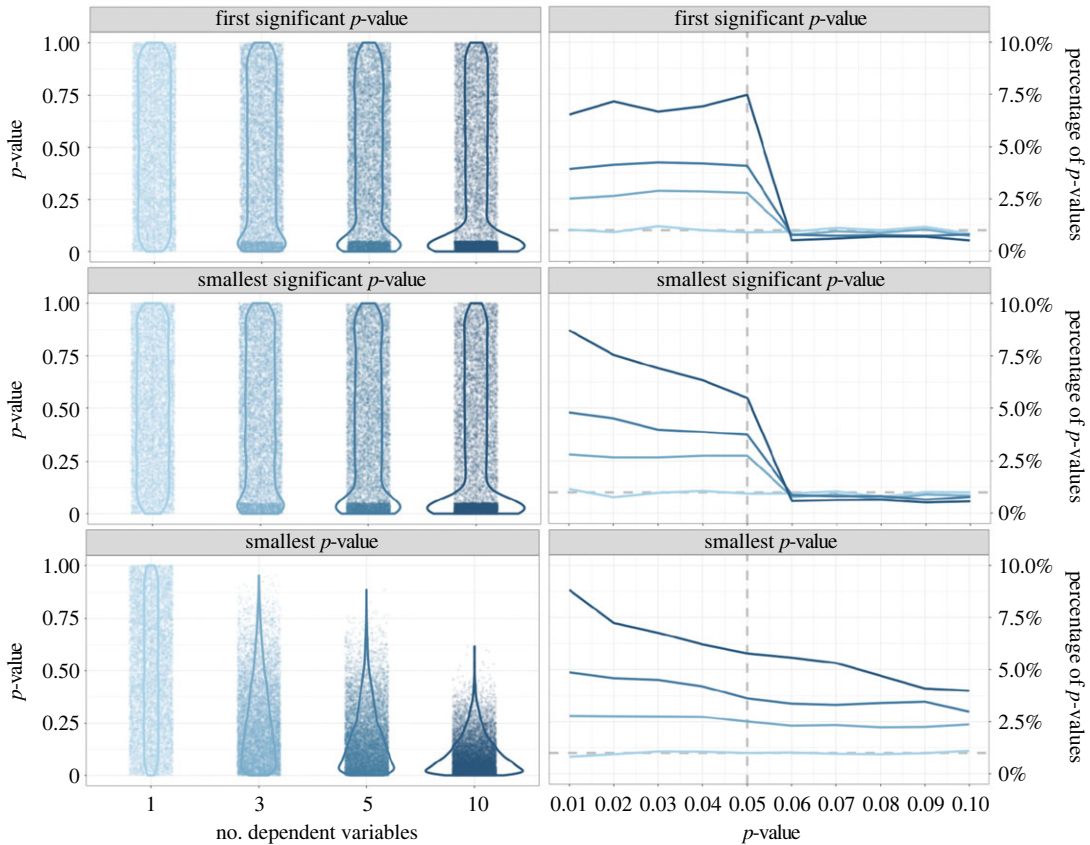 first significant p-value
first significant p-value
1.00
0.75
0.50
0.25
0
p-value
10.0%
7.5%
5.0%
2.5%
0%
percentage of p-values
smallest significant p-value
smallest significant p-value
1.00
0.75
0.50
0.25
0
p-value
10.0%
7.5%
5.0%
2.5%
0%
percentage of p-values
smallest p-value
smallest p-value
1.00
0.75
0.50
0.25
0
p-value
10.0%
7.5%
5.0%
2.5%
0%
percentage of p-values
1 3 5 10
no. dependent variables
0.01 0.02 0.03 0.04 0.05 0.06 0.07 0.08 0.09 0.10
p-value